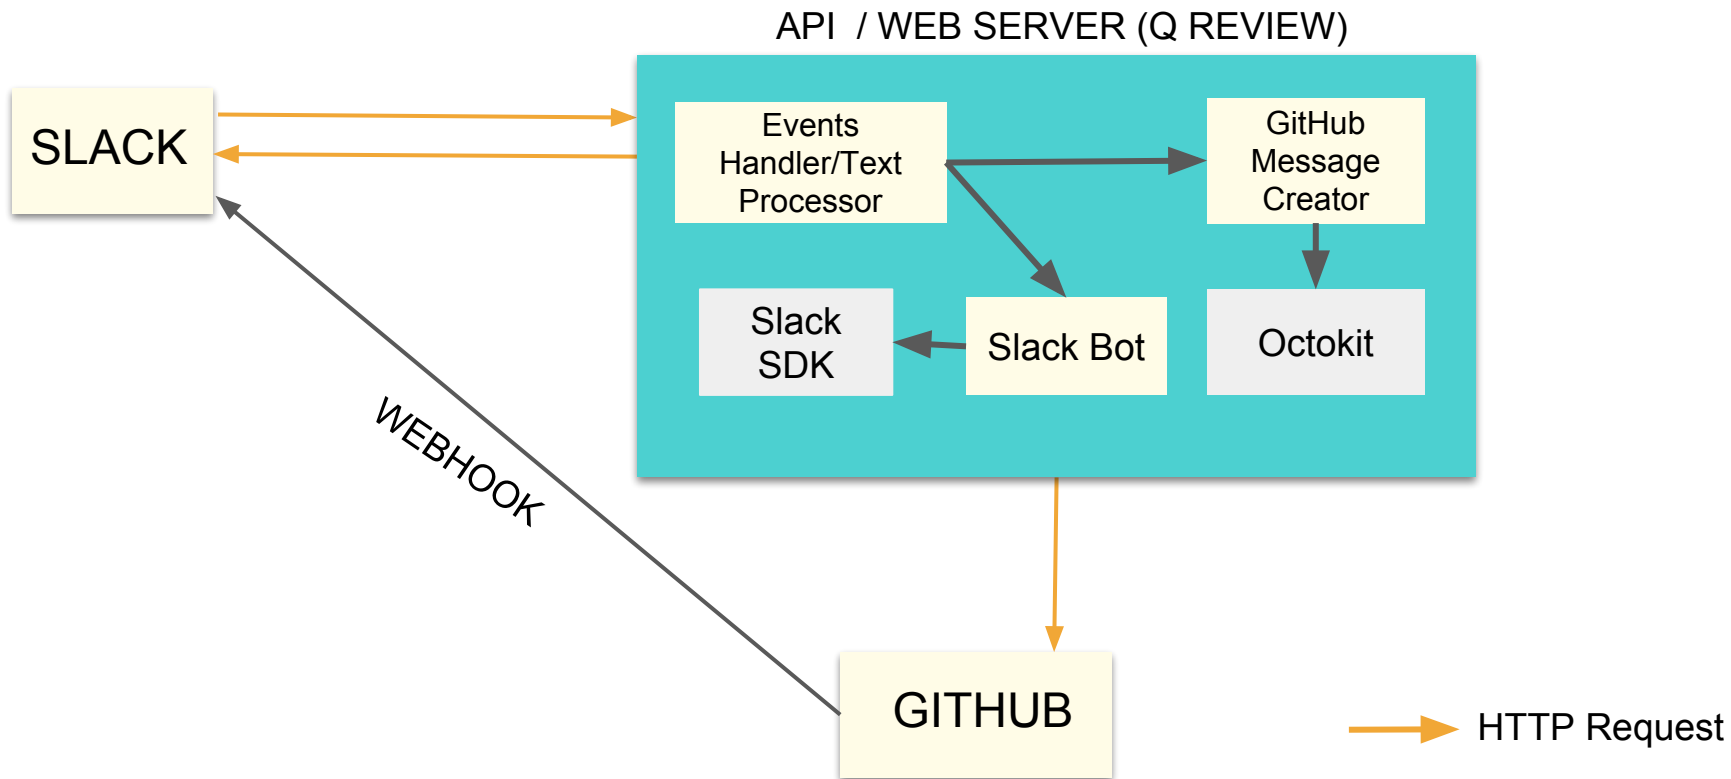 API / WEB SERVER (Q REVIEW)
SLACK
Events
Handler/Text
Processor
GitHub
Message
Creator
Slack
SDK
Slack Bot
Octokit
WEBHOOK
GITHUB
HTTP Request